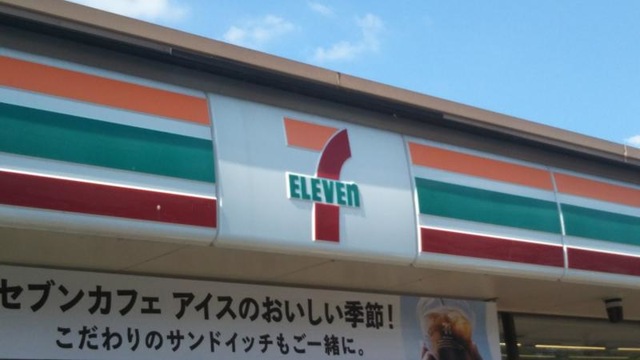 7
ELEVEn
セブンカフェ アイスのおいしい季節!
こだわりのサンドイッチもご一緒に。